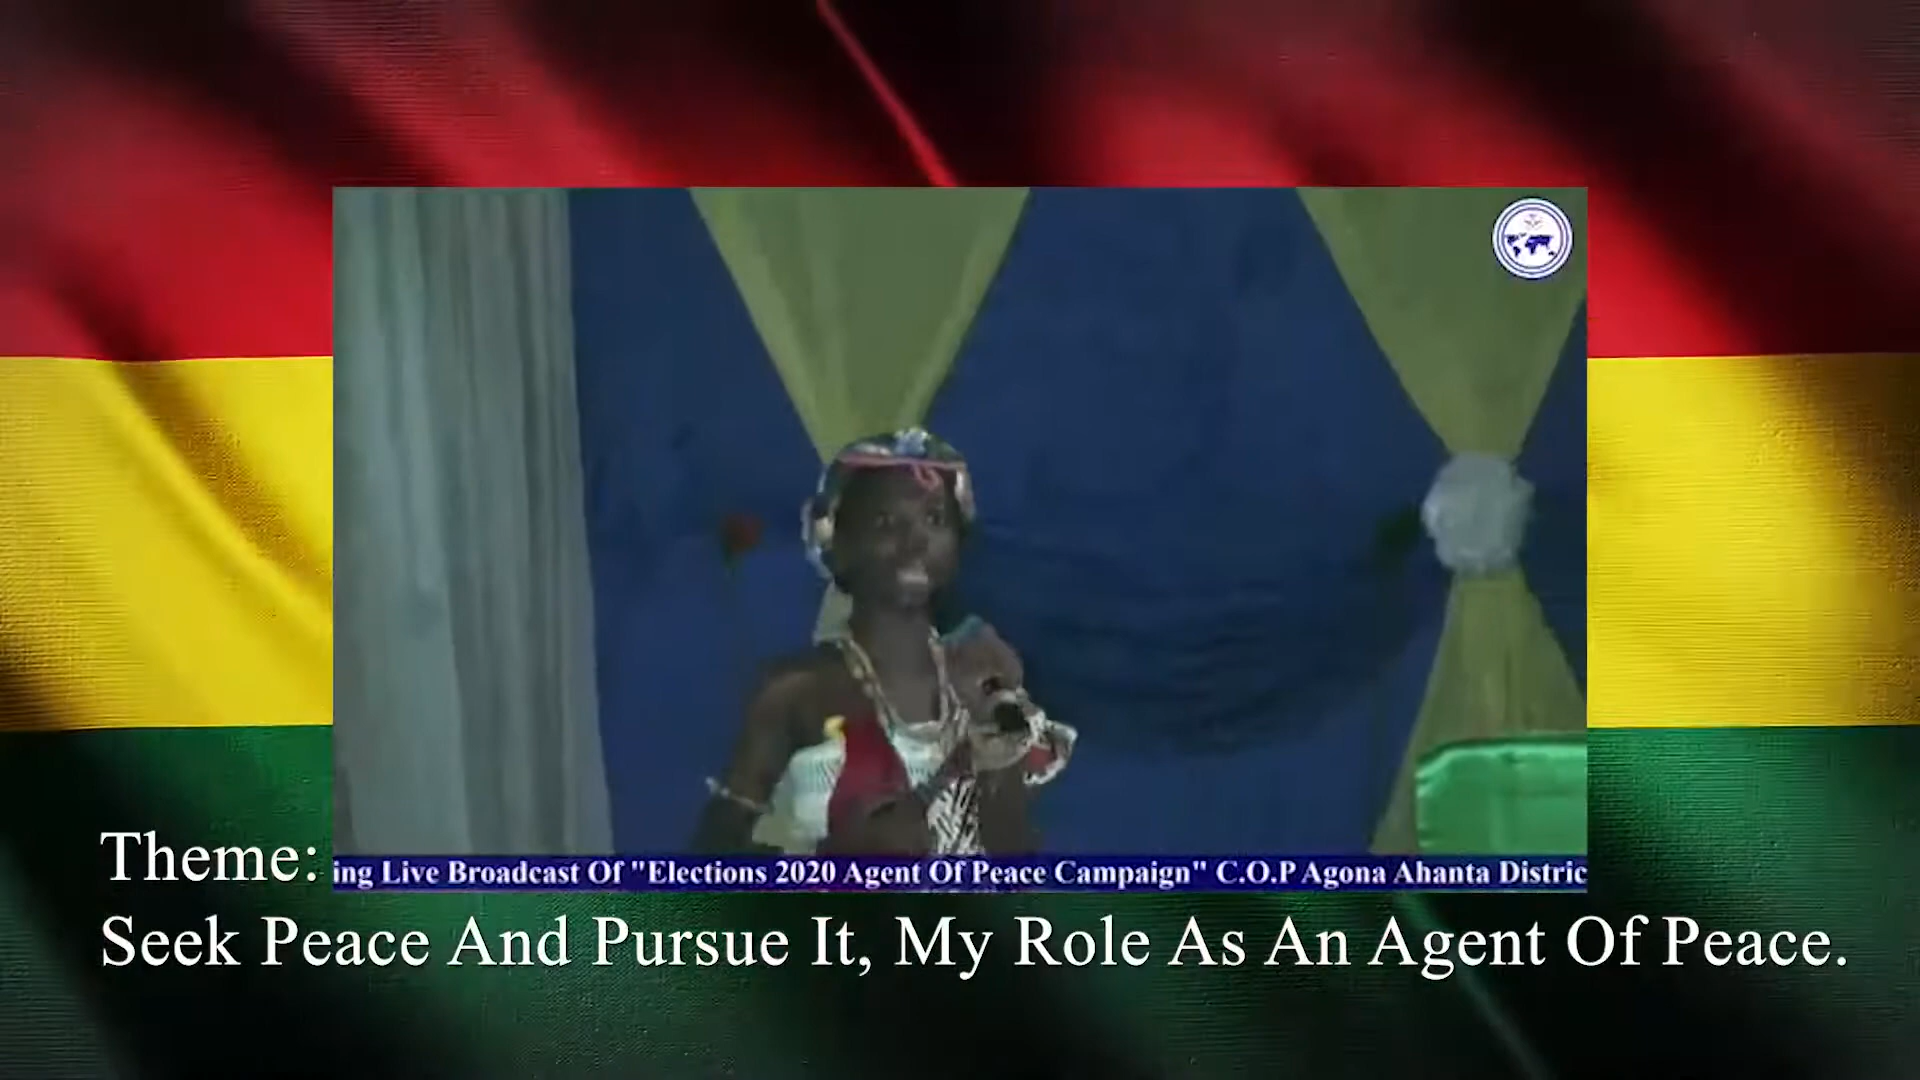 Theme:
ing Live Broadcast Of "Elections 2020 Agent Of Peace Campaign" C.O.P Agona Ahanta Distric
Seek Peace And Pursue It, My Role As An Agent Of Peace.